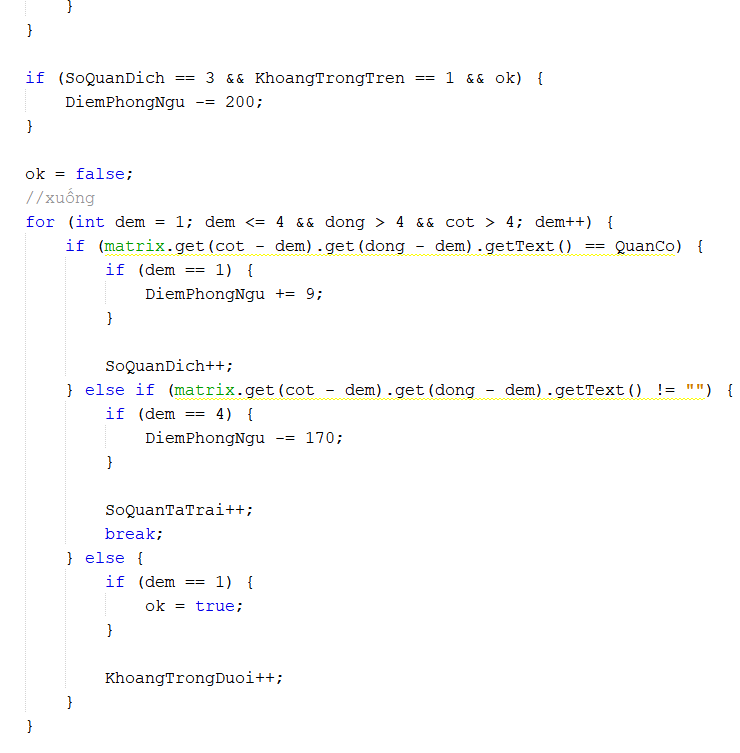 }
}
if (SoQuanDich == 3 && KhoangTrongTren == 1 && ok) {
DiemPhongNgu -= 200;
}
ok = false;
//xuống
for (int dem = 1; dem <= 4 && dong > 4 && cot > 4; dem++) {
if (matrix.get(cot - dem).get(dong - dem).getText() == QuanCo) {
if (dem == 1) {
DiemPhongNgu += 9;
}
SoQuanDich++;
} else if (matrix.get(cot - dem).get(dong - dem).getText() != "") {
if (dem == 4) {
DiemPhongNgu -= 170;
}
SoQuanTaTrai++;
break;
} else {
if (dem == 1) {
ok = true;
}
KhoangTrongDuoi++;
}
}